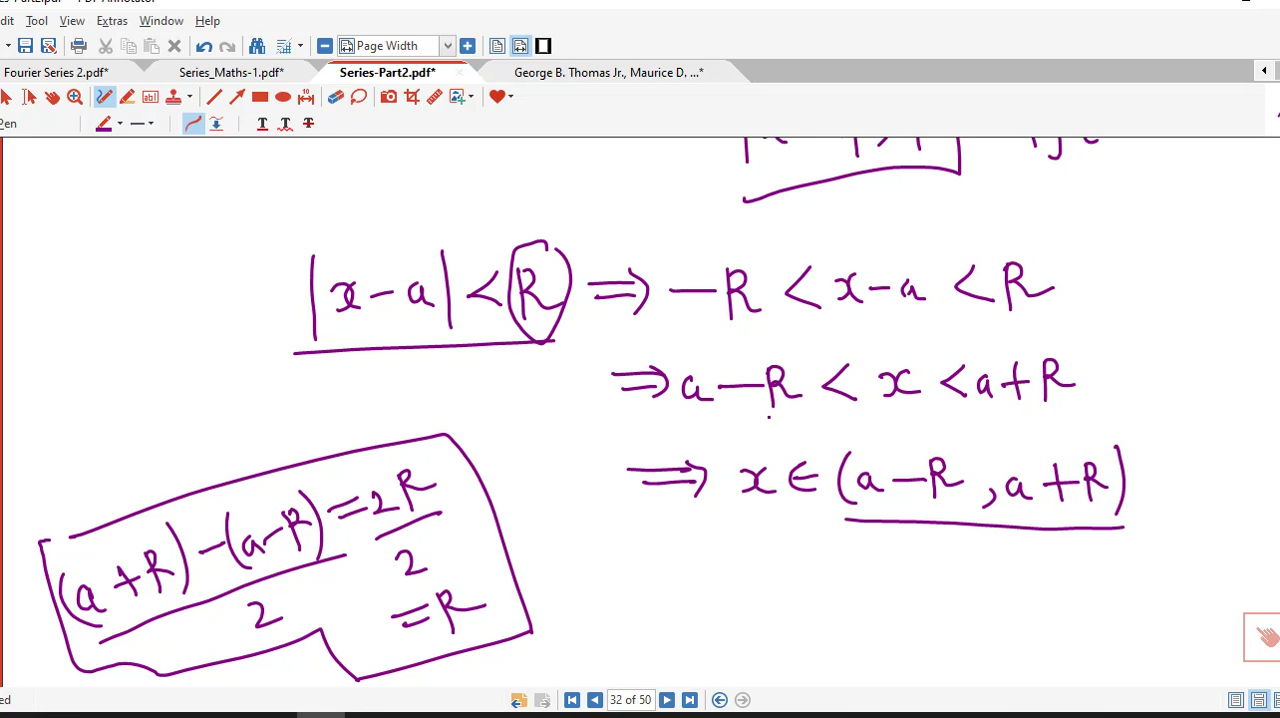 dit Tool View Extras Window Help
Page Width
Fourier Series 2.pdf* Series_Maths-1.pdf* Series-Part2.pdf* George B. Thomas Jr., Maurice D. ...*
Pen
|x-a| < R ⟹ -R < x-a < R
⟹ a-R < x < a+R
⟹ x ∈ (a-R, a+R)
(a+R)-(a-R) = 2R
2 2
= R
32 of 50